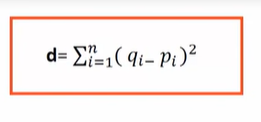 d= ∑ⁿᵢ₌₁( qᵢ₋ pᵢ)²